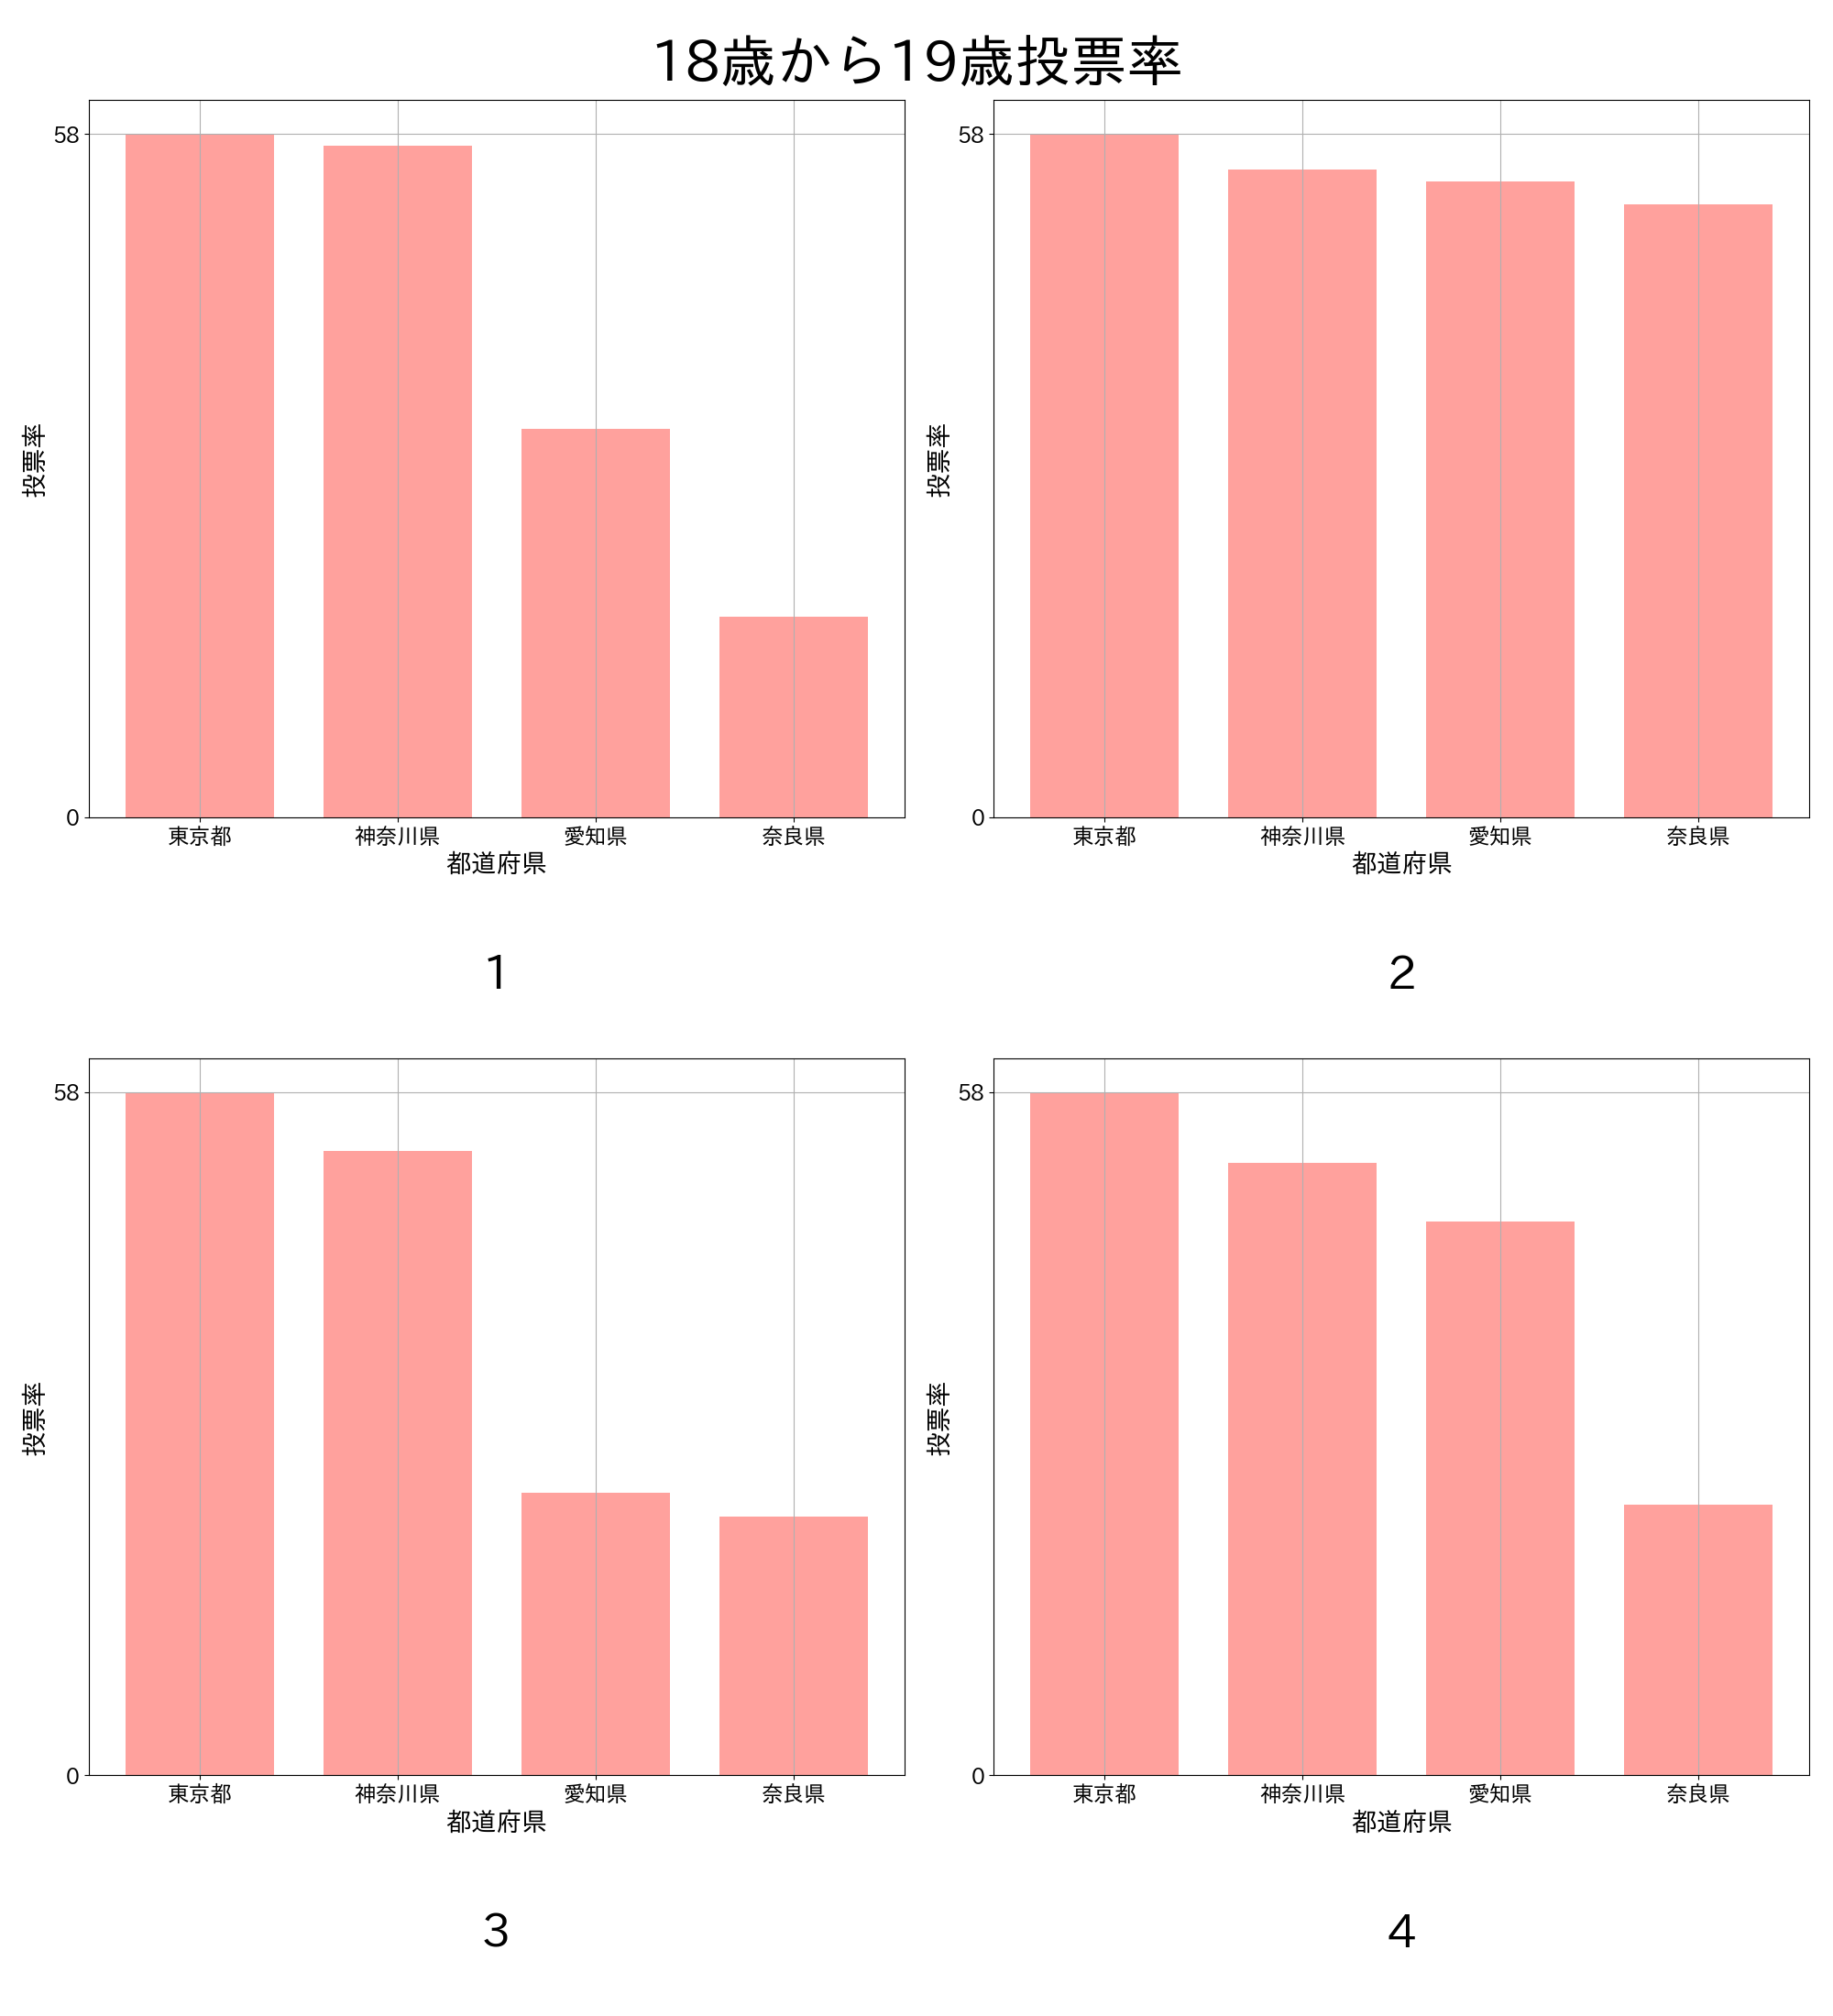 18歳から19歳投票率
58
0
投票率
東京都 神奈川県 愛知県 奈良県
都道府県
1
58
0
投票率
東京都 神奈川県 愛知県 奈良県
都道府県
2
58
0
投票率
東京都 神奈川県 愛知県 奈良県
都道府県
3
58
0
投票率
東京都 神奈川県 愛知県 奈良県
都道府県
4